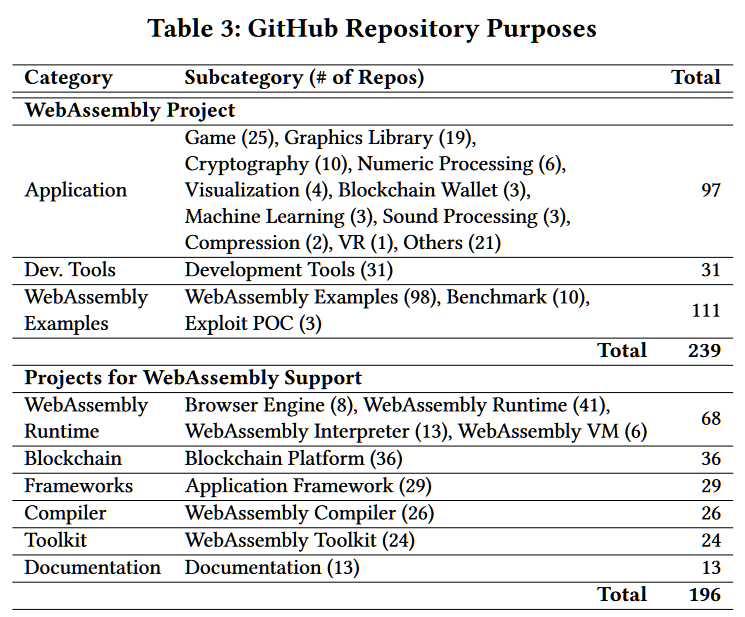 Table 3: GitHub Repository Purposes
Category Subcategory (# of Repos) Total
WebAssembly Project
Game (25), Graphics Library (19),
Cryptography (10), Numeric Processing (6),
Application Visualization (4), Blockchain Wallet (3), 97
Machine Learning (3), Sound Processing (3),
Compression (2), VR (1), Others (21)
Dev. Tools Development Tools (31) 31
WebAssembly WebAssembly Examples (98), Benchmark (10),
Examples Exploit POC (3) 111
Total 239
Projects for WebAssembly Support
WebAssembly Browser Engine (8), WebAssembly Runtime (41),
Runtime WebAssembly Interpreter (13), WebAssembly VM (6) 68
Blockchain Blockchain Platform (36) 36
Frameworks Application Framework (29) 29
Compiler WebAssembly Compiler (26) 26
Toolkit WebAssembly Toolkit (24) 24
Documentation Documentation (13) 13
Total 196